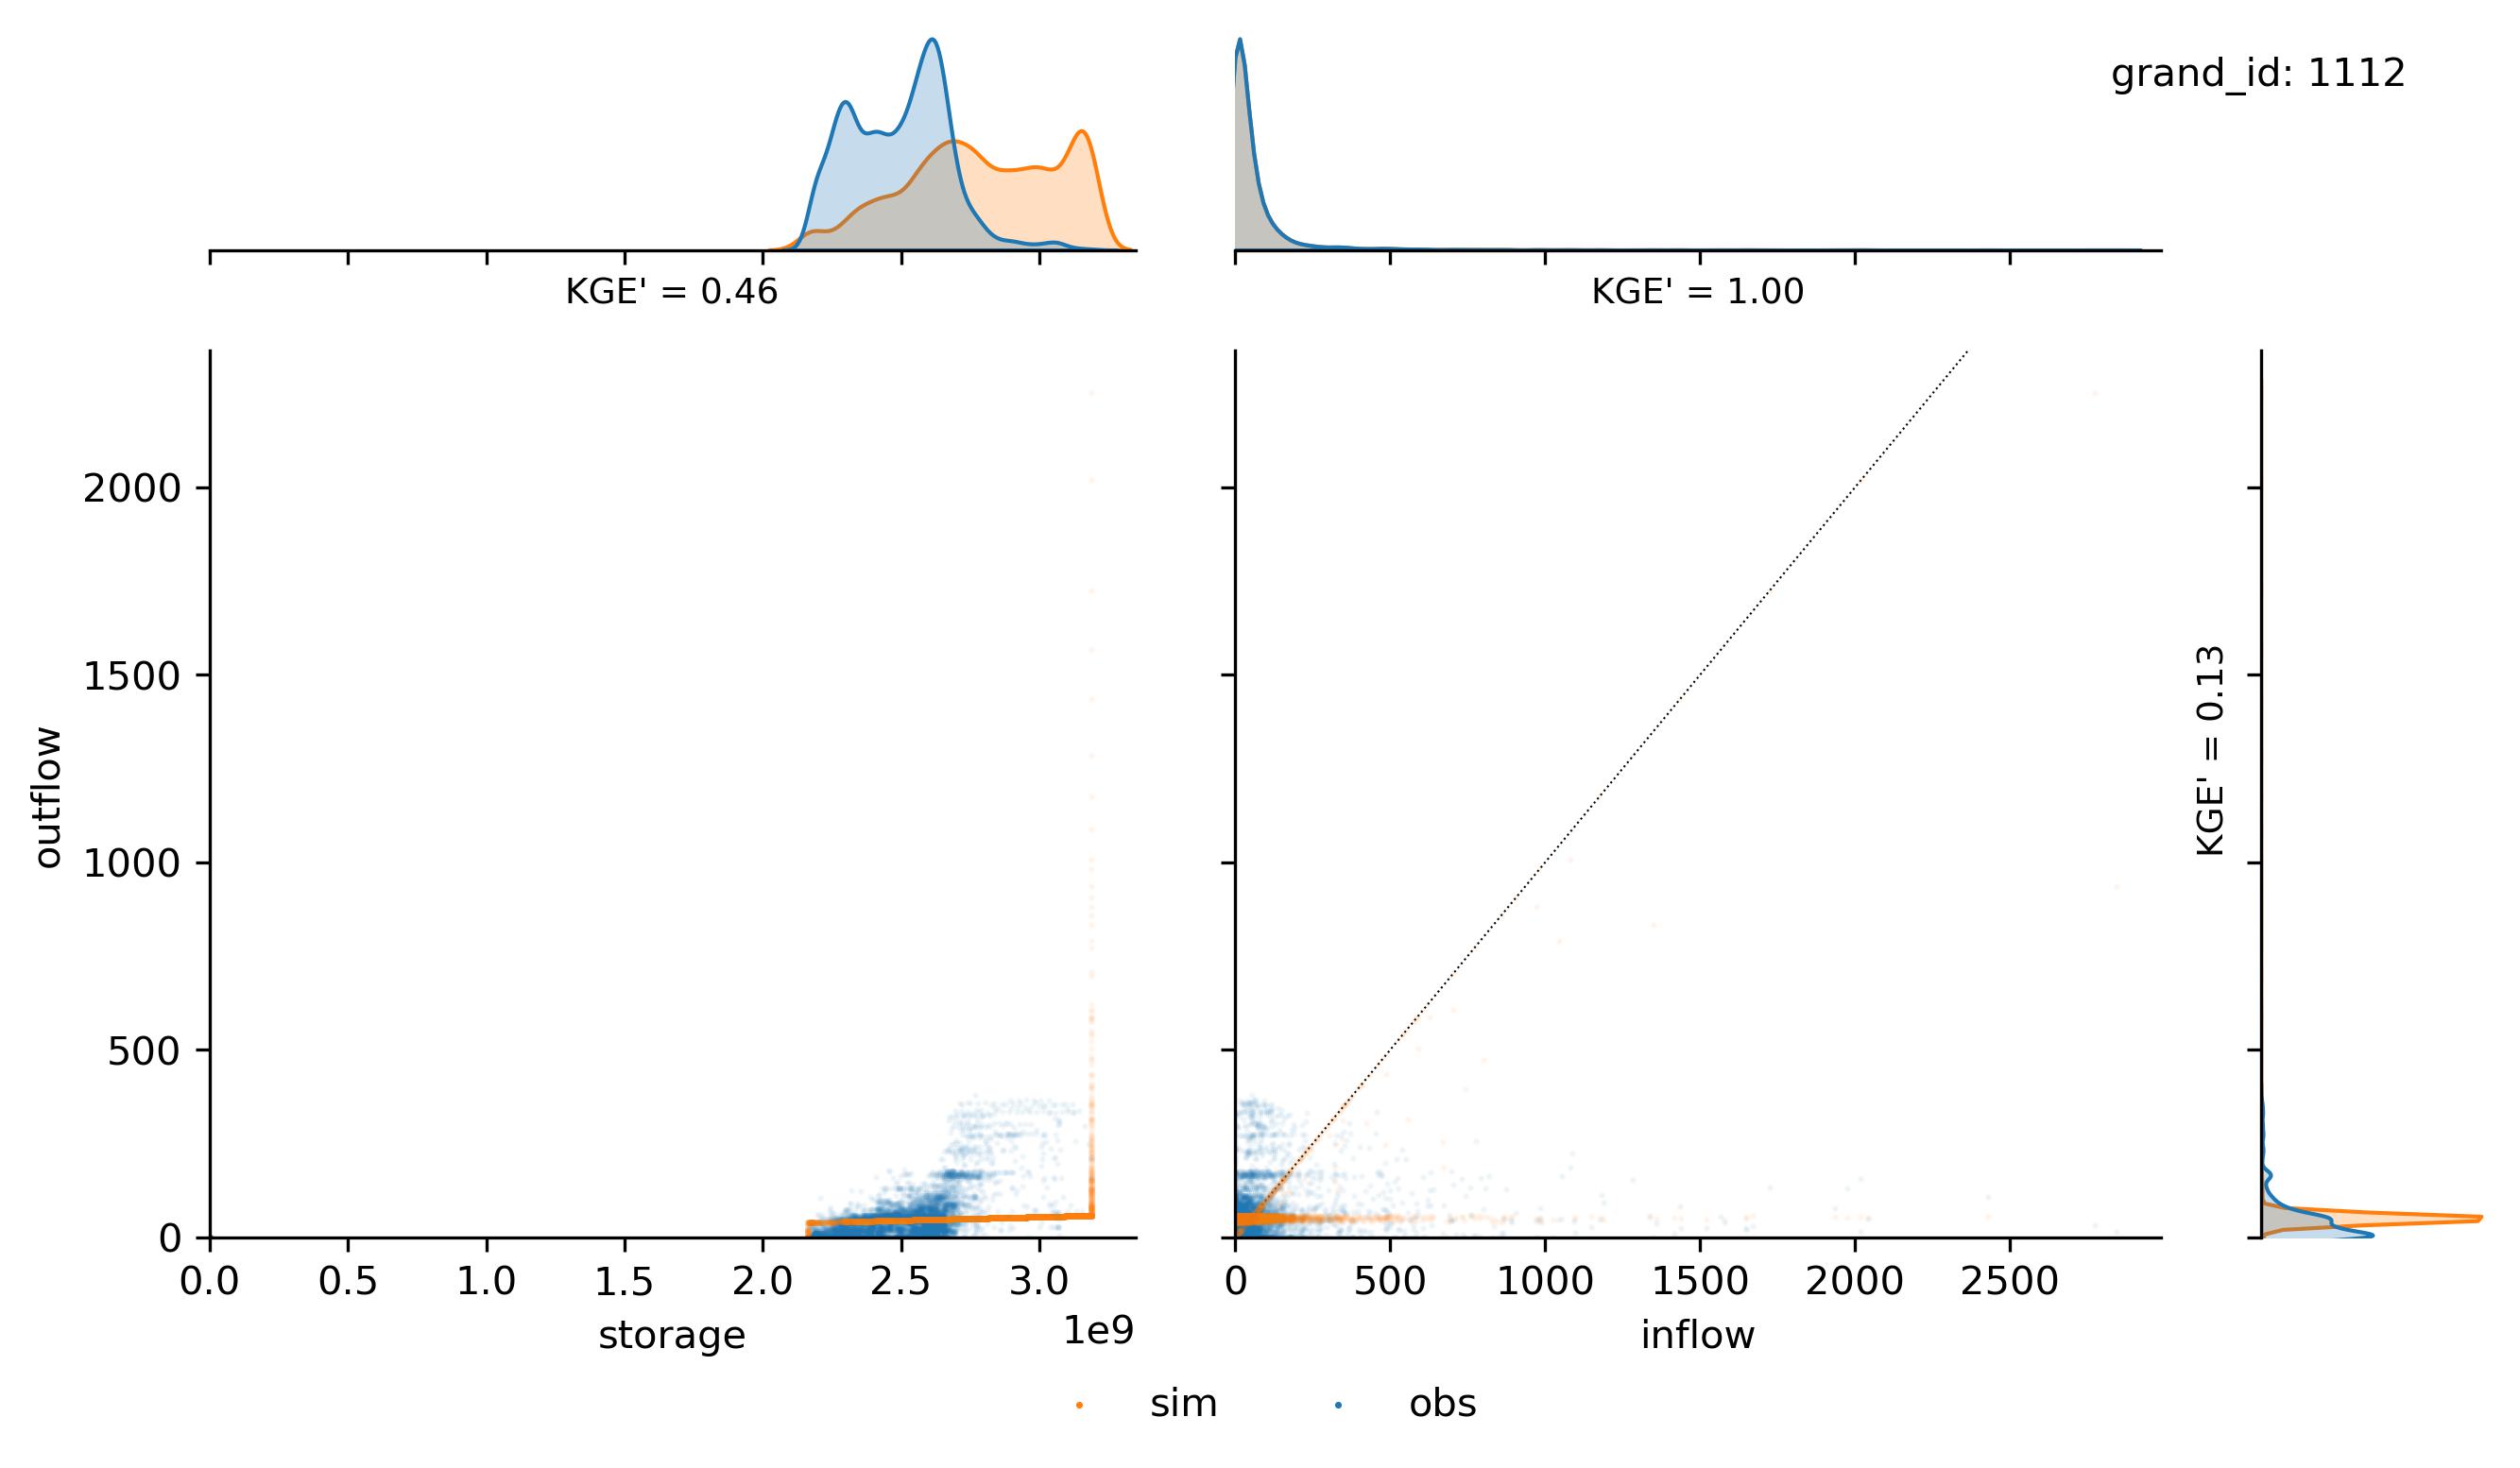 grand_id: 1112
KGE' = 0.46
KGE' = 1.00
outflow
2000
1500
1000
500
0
KGE' = 0.13
0.0 0.5 1.0 1.5 2.0 2.5 3.0
1e9
storage
0 500 1000 1500 2000 2500
inflow
sim obs